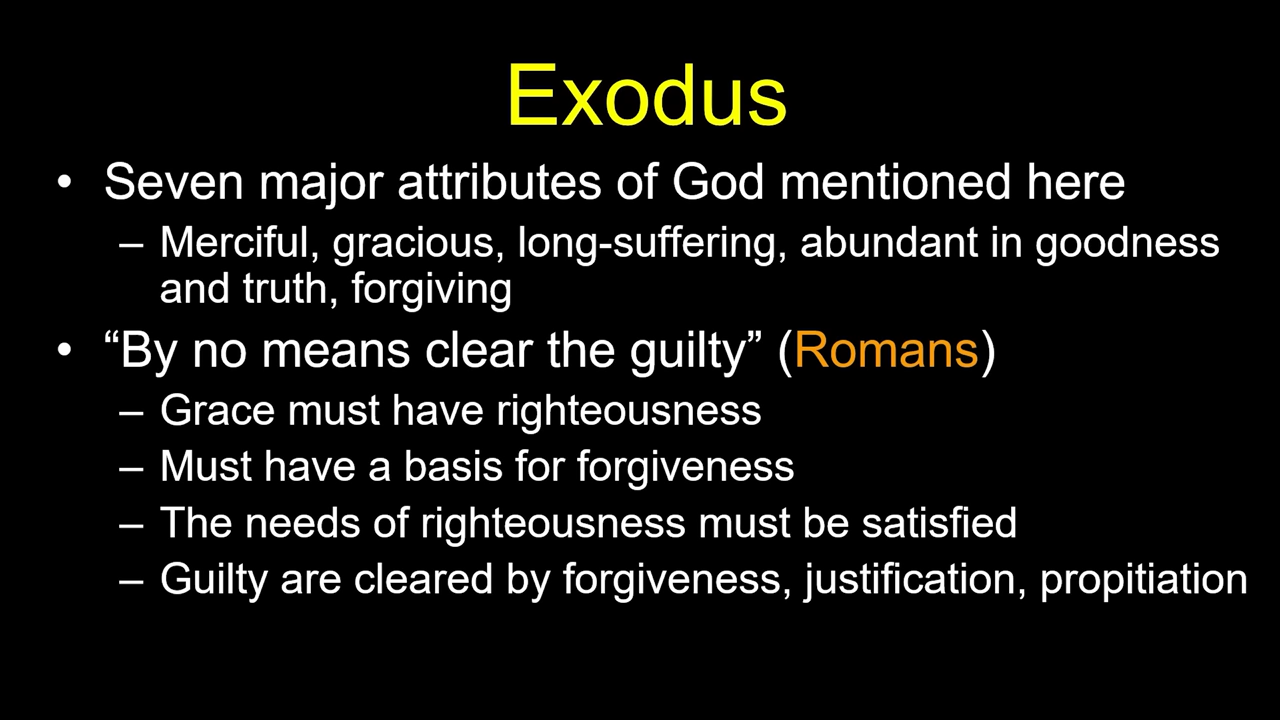 Exodus
• Seven major attributes of God mentioned here
– Merciful, gracious, long-suffering, abundant in goodness
and truth, forgiving
• “By no means clear the guilty” (Romans)
– Grace must have righteousness
– Must have a basis for forgiveness
– The needs of righteousness must be satisfied
– Guilty are cleared by forgiveness, justification, propitiation